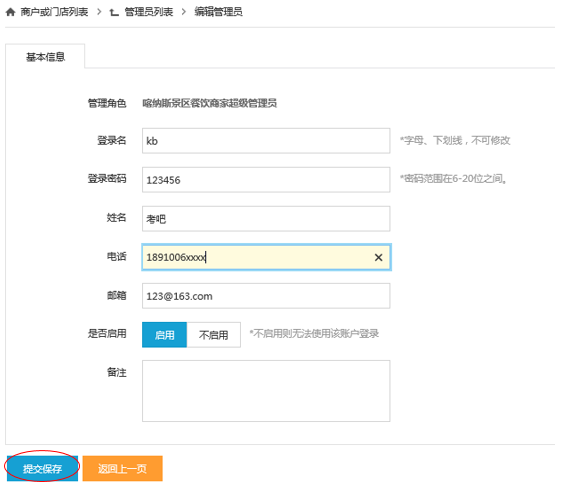 商户或门店列表 > 管理员列表 > 编辑管理员
基本信息
管理角色 喀纳斯景区餐饮商家超级管理员
登录名 kb *字母、下划线，不可修改
登录密码 123456 *密码范围在6-20位之间。
姓名 考吧
电话 1891006xxxx
邮箱 123@163.com
是否启用 启用 不启用 *不启用则无法使用该账户登录
备注
提交保存 返回上一页